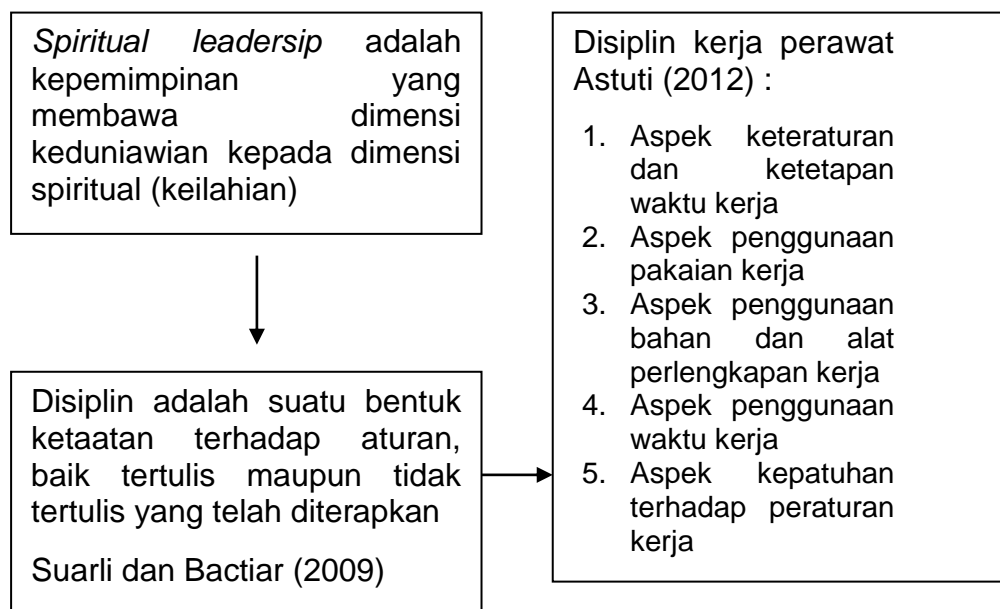 Spiritual leadersip adalah
kepemimpinan yang
membawa dimensi
keduniawian kepada dimensi
spiritual (keilahian)
Disiplin adalah suatu bentuk
ketaatan terhadap aturan,
baik tertulis maupun tidak
tertulis yang telah diterapkan
Suarli dan Bactiar (2009)
Disiplin kerja perawat
Astuti (2012) :
1. Aspek keteraturan
dan ketetapan
waktu kerja
2. Aspek penggunaan
pakaian kerja
3. Aspek penggunaan
bahan dan alat
perlengkapan kerja
4. Aspek penggunaan
waktu kerja
5. Aspek kepatuhan
terhadap peraturan
kerja